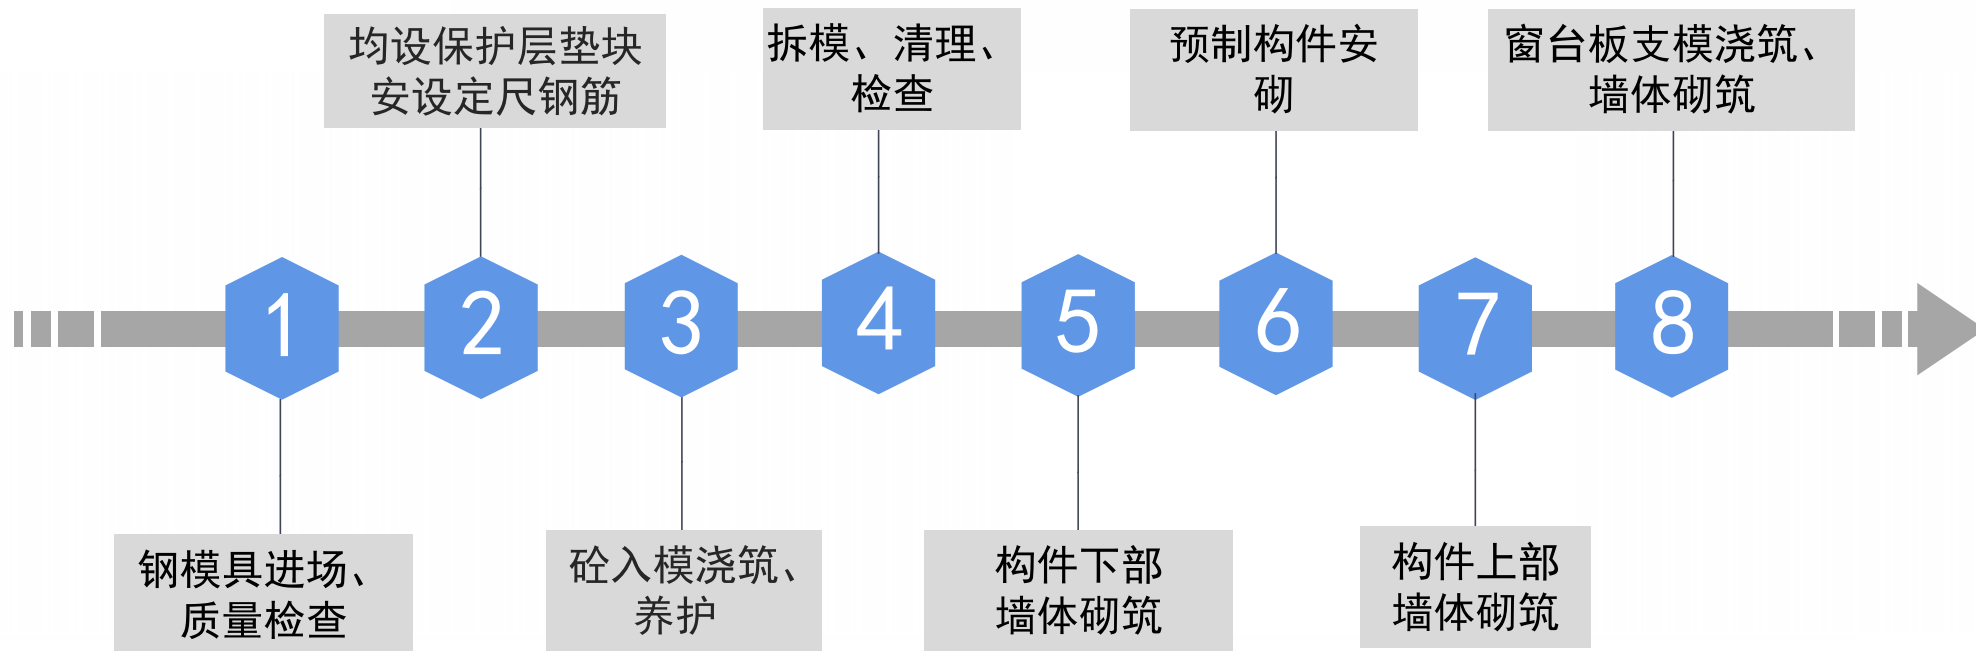 均设保护层垫块
安设定尺钢筋
拆模、清理、
检查
预制构件安
砌
窗台板支模浇筑、
墙体砌筑
1
2
3
4
5
6
7
8
钢模具进场、
质量检查
砼入模浇筑、
养护
构件下部
墙体砌筑
构件上部
墙体砌筑